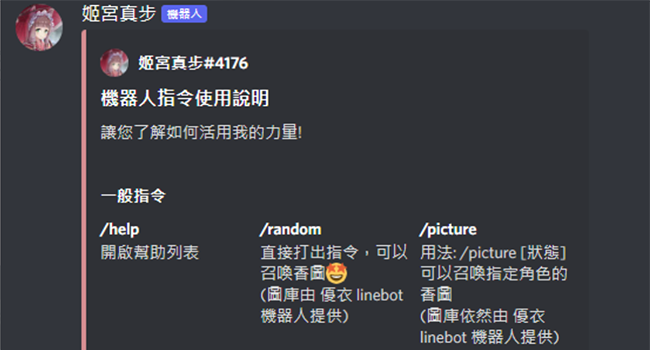 姬宮真步 機器人
姬宮真步#4176
機器人指令使用說明
讓您了解如何活用我的力量!
一般指令
/help
開啟幫助列表
/random
直接打出指令，可以
召喚香圖🤩
(圖庫由 優衣 linebot
機器人提供)
/picture
用法: /picture [狀態]
可以召喚指定角色的
香圖
(圖庫依然由 優衣
linebot 機器人提供)